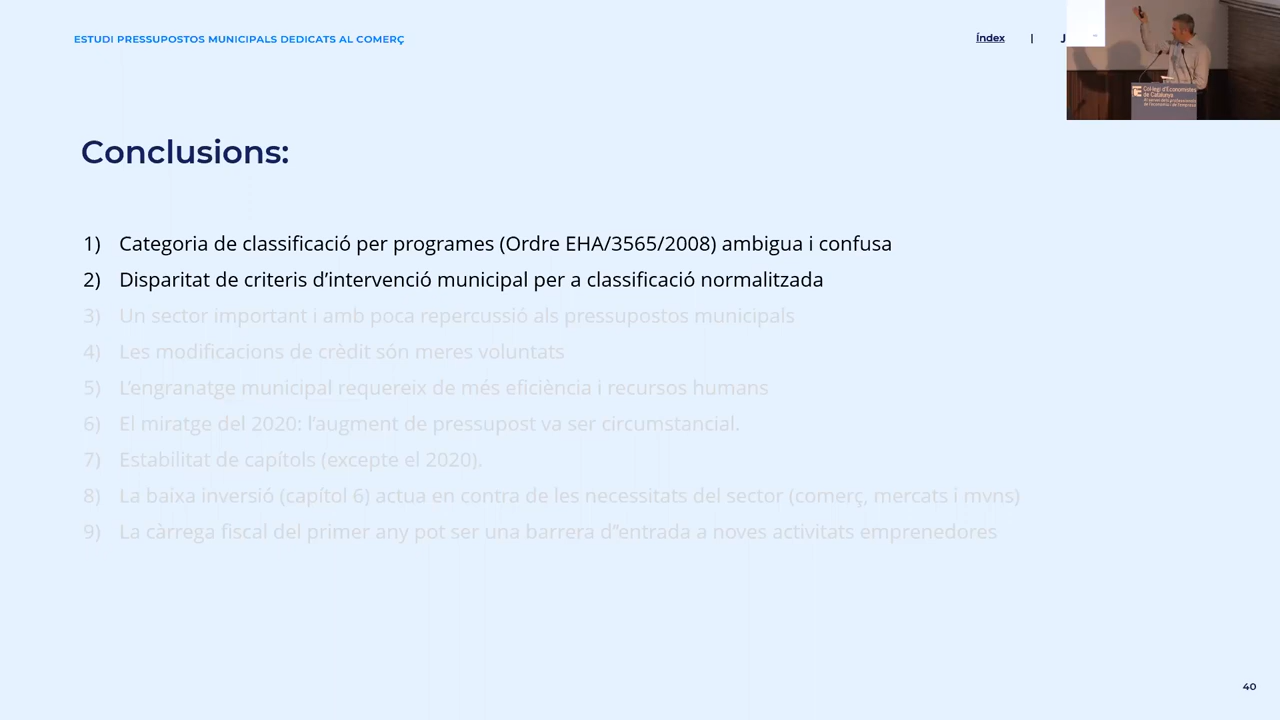 ESTUDI PRESSUPOSTOS MUNICIPALS DEDICATS AL COMERÇ
Índex | J
Col·legi d'Economistes
de Catalunya
Conclusions:
1) Categoria de classificació per programes (Ordre EHA/3565/2008) ambigua i confusa
2) Disparitat de criteris d'intervenció municipal per a classificació normalitzada
3) Un sector important i amb poca repercussió als pressupostos municipals
4) Les modificacions de crèdit són meres voluntats
5) L'engranatge municipal requereix de més eficiència i recursos humans
6) El miratge del 2020: l'augment de pressupost va ser circumstancial.
7) Estabilitat de capítols (excepte el 2020).
8) La baixa inversió (capítol 6) actua en contra de les necessitats del sector (comerç, mercats i mvns)
9) La càrrega fiscal del primer any pot ser una barrera d''entrada a noves activitats emprenedores
40